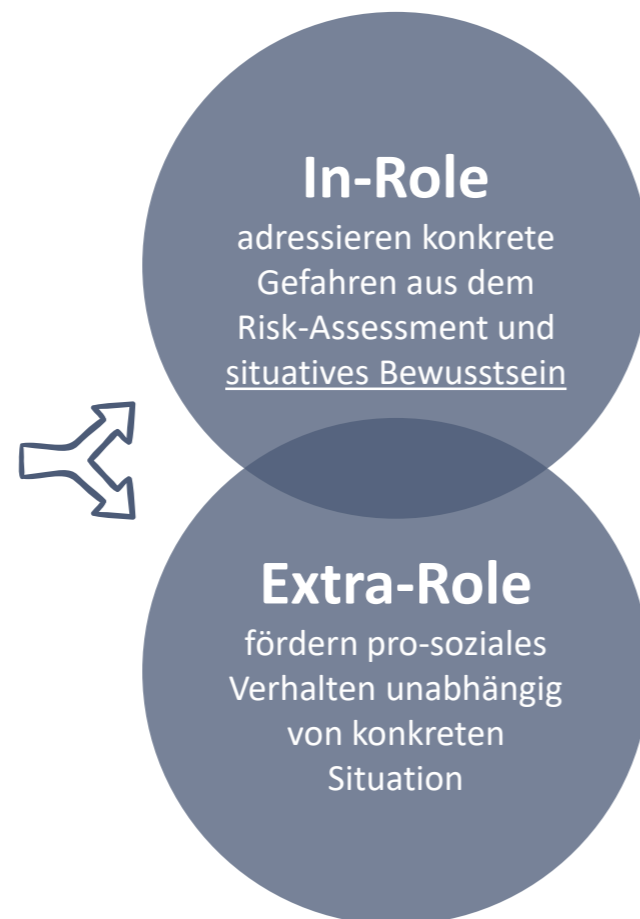 In-Role
adressieren konkrete
Gefahren aus dem
Risk-Assessment und
situatives Bewusstsein
Extra-Role
fördern pro-soziales
Verhalten unabhängig
von konkreten
Situation